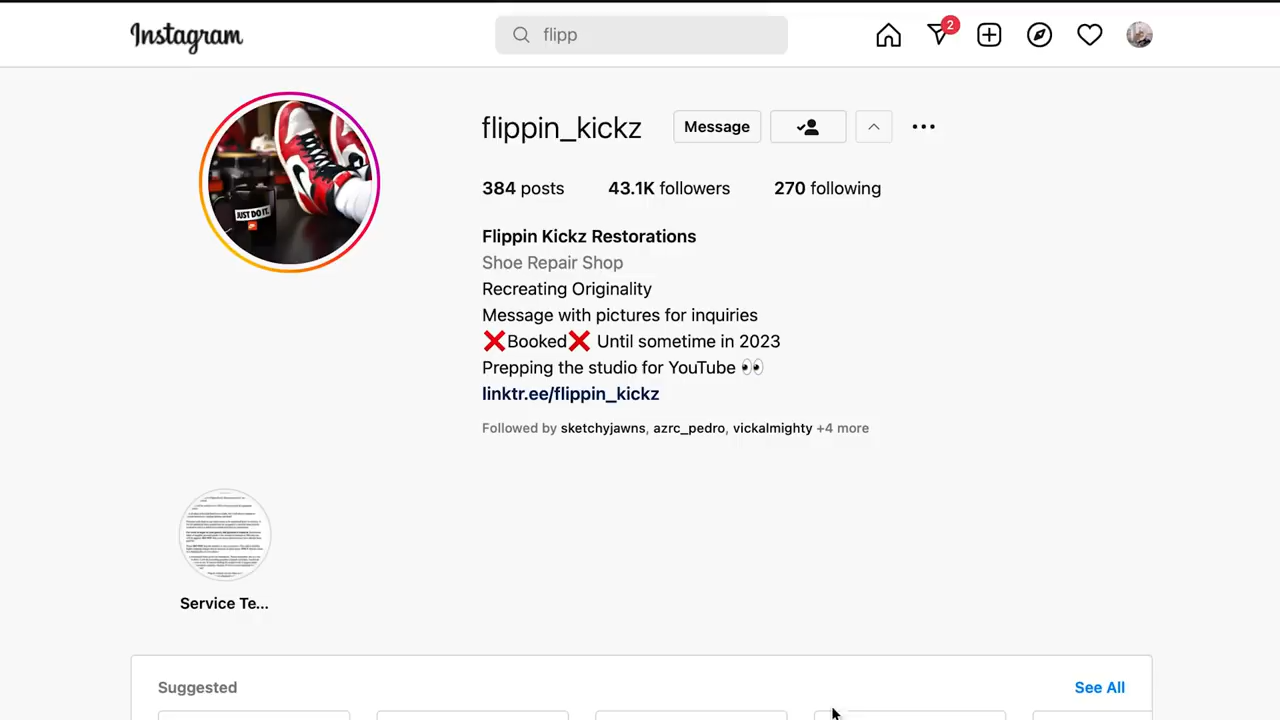 Instagram
flipp
2
flippin_kickz
Message
384 posts
43.1K followers
270 following
Flippin Kickz Restorations
Shoe Repair Shop
Recreating Originality
Message with pictures for inquiries
❌Booked❌ Until sometime in 2023
Prepping the studio for YouTube 👀
linktr.ee/flippin_kickz
Followed by sketchyjawns, azrc_pedro, vickalmighty +4 more
JUST DO IT.
Service Te...
Suggested
See All